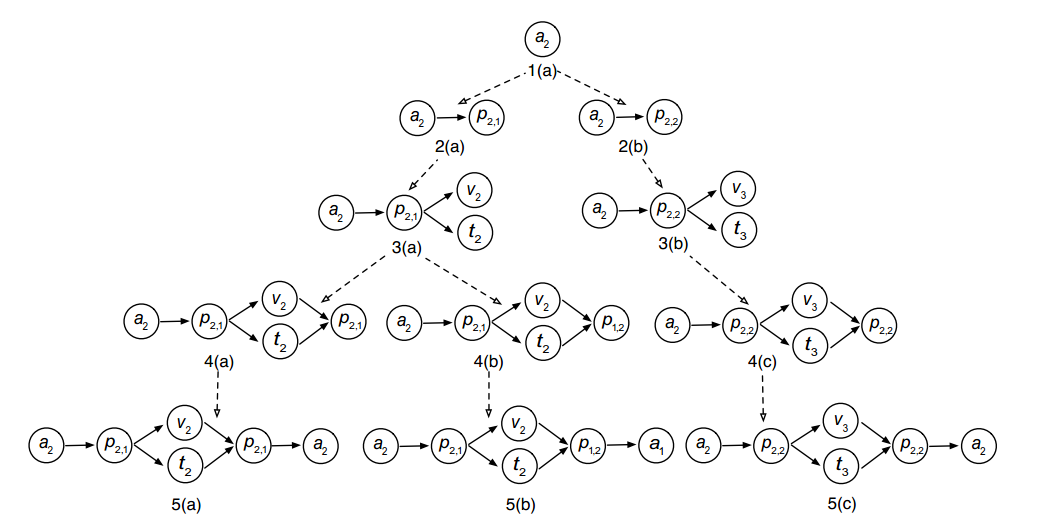 a2
1(a)
a2 p2,1 a2 p2,2
2(a) 2(b)
v2 v3
a2 p2,1 a2 p2,2
t2 t3
3(a) 3(b)
v2 v2 v3
a2 p2,1 p2,1 a2 p2,1 p1,2 a2 p2,2 p2,2
t2 t2 t3
4(a) 4(b) 4(c)
v2 v2 v3
a2 p2,1 p2,1 a2 a2 p2,1 p1,2 a1 a2 p2,2 p2,2 a2
t2 t2 t3
5(a) 5(b) 5(c)